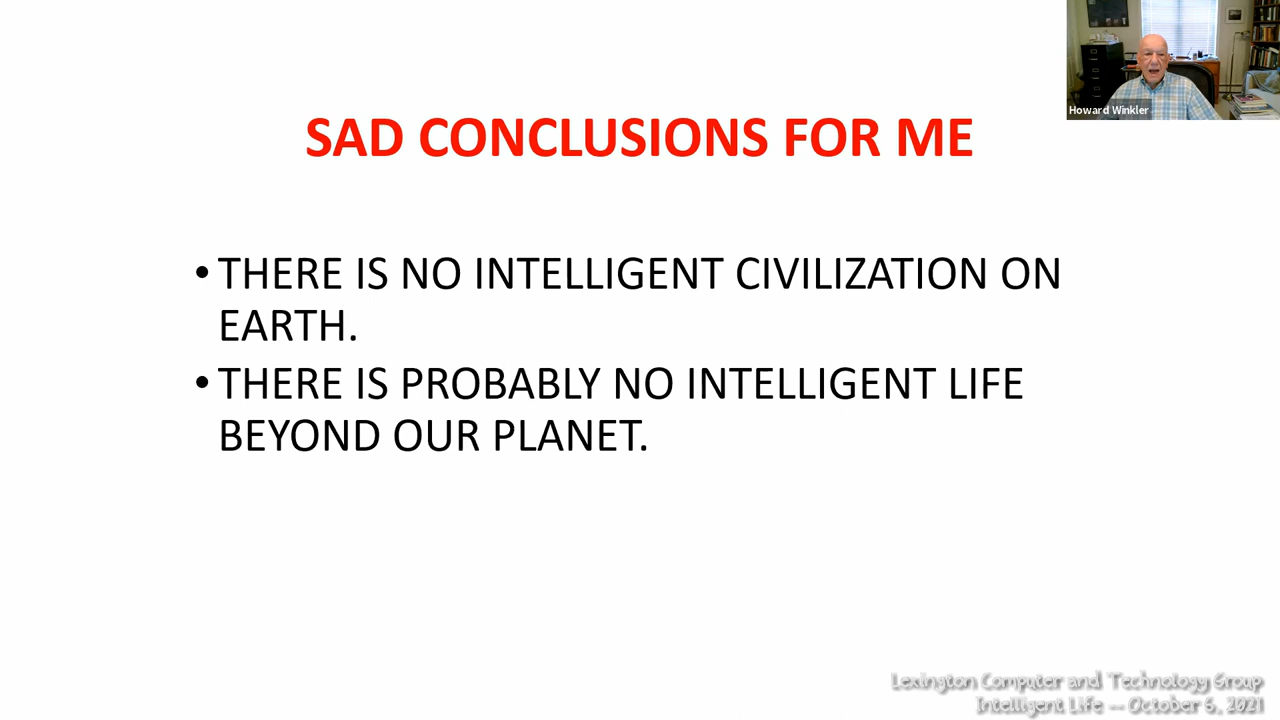 Howard Winkler
SAD CONCLUSIONS FOR ME
• THERE IS NO INTELLIGENT CIVILIZATION ON
EARTH.
• THERE IS PROBABLY NO INTELLIGENT LIFE
BEYOND OUR PLANET.
Lexington Computer and Technology Group
Intelligent Life -- October 6, 2021